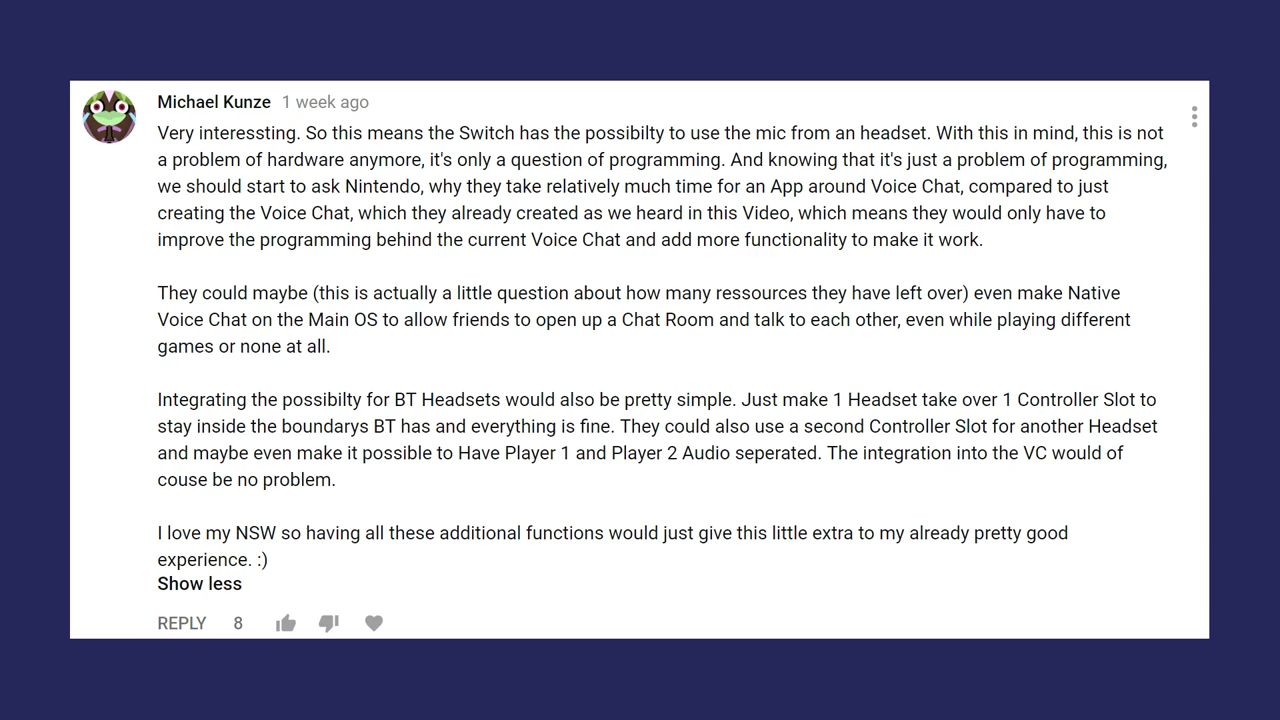 Michael Kunze 1 week ago
Very interessting. So this means the Switch has the possibilty to use the mic from an headset. With this in mind, this is not
a problem of hardware anymore, it's only a question of programming. And knowing that it's just a problem of programming,
we should start to ask Nintendo, why they take relatively much time for an App around Voice Chat, compared to just
creating the Voice Chat, which they already created as we heard in this Video, which means they would only have to
improve the programming behind the current Voice Chat and add more functionality to make it work.
They could maybe (this is actually a little question about how many ressources they have left over) even make Native
Voice Chat on the Main OS to allow friends to open up a Chat Room and talk to each other, even while playing different
games or none at all.
Integrating the possibilty for BT Headsets would also be pretty simple. Just make 1 Headset take over 1 Controller Slot to
stay inside the boundarys BT has and everything is fine. They could also use a second Controller Slot for another Headset
and maybe even make it possible to Have Player 1 and Player 2 Audio seperated. The integration into the VC would of
couse be no problem.
I love my NSW so having all these additional functions would just give this little extra to my already pretty good
experience. :)
Show less
REPLY 8